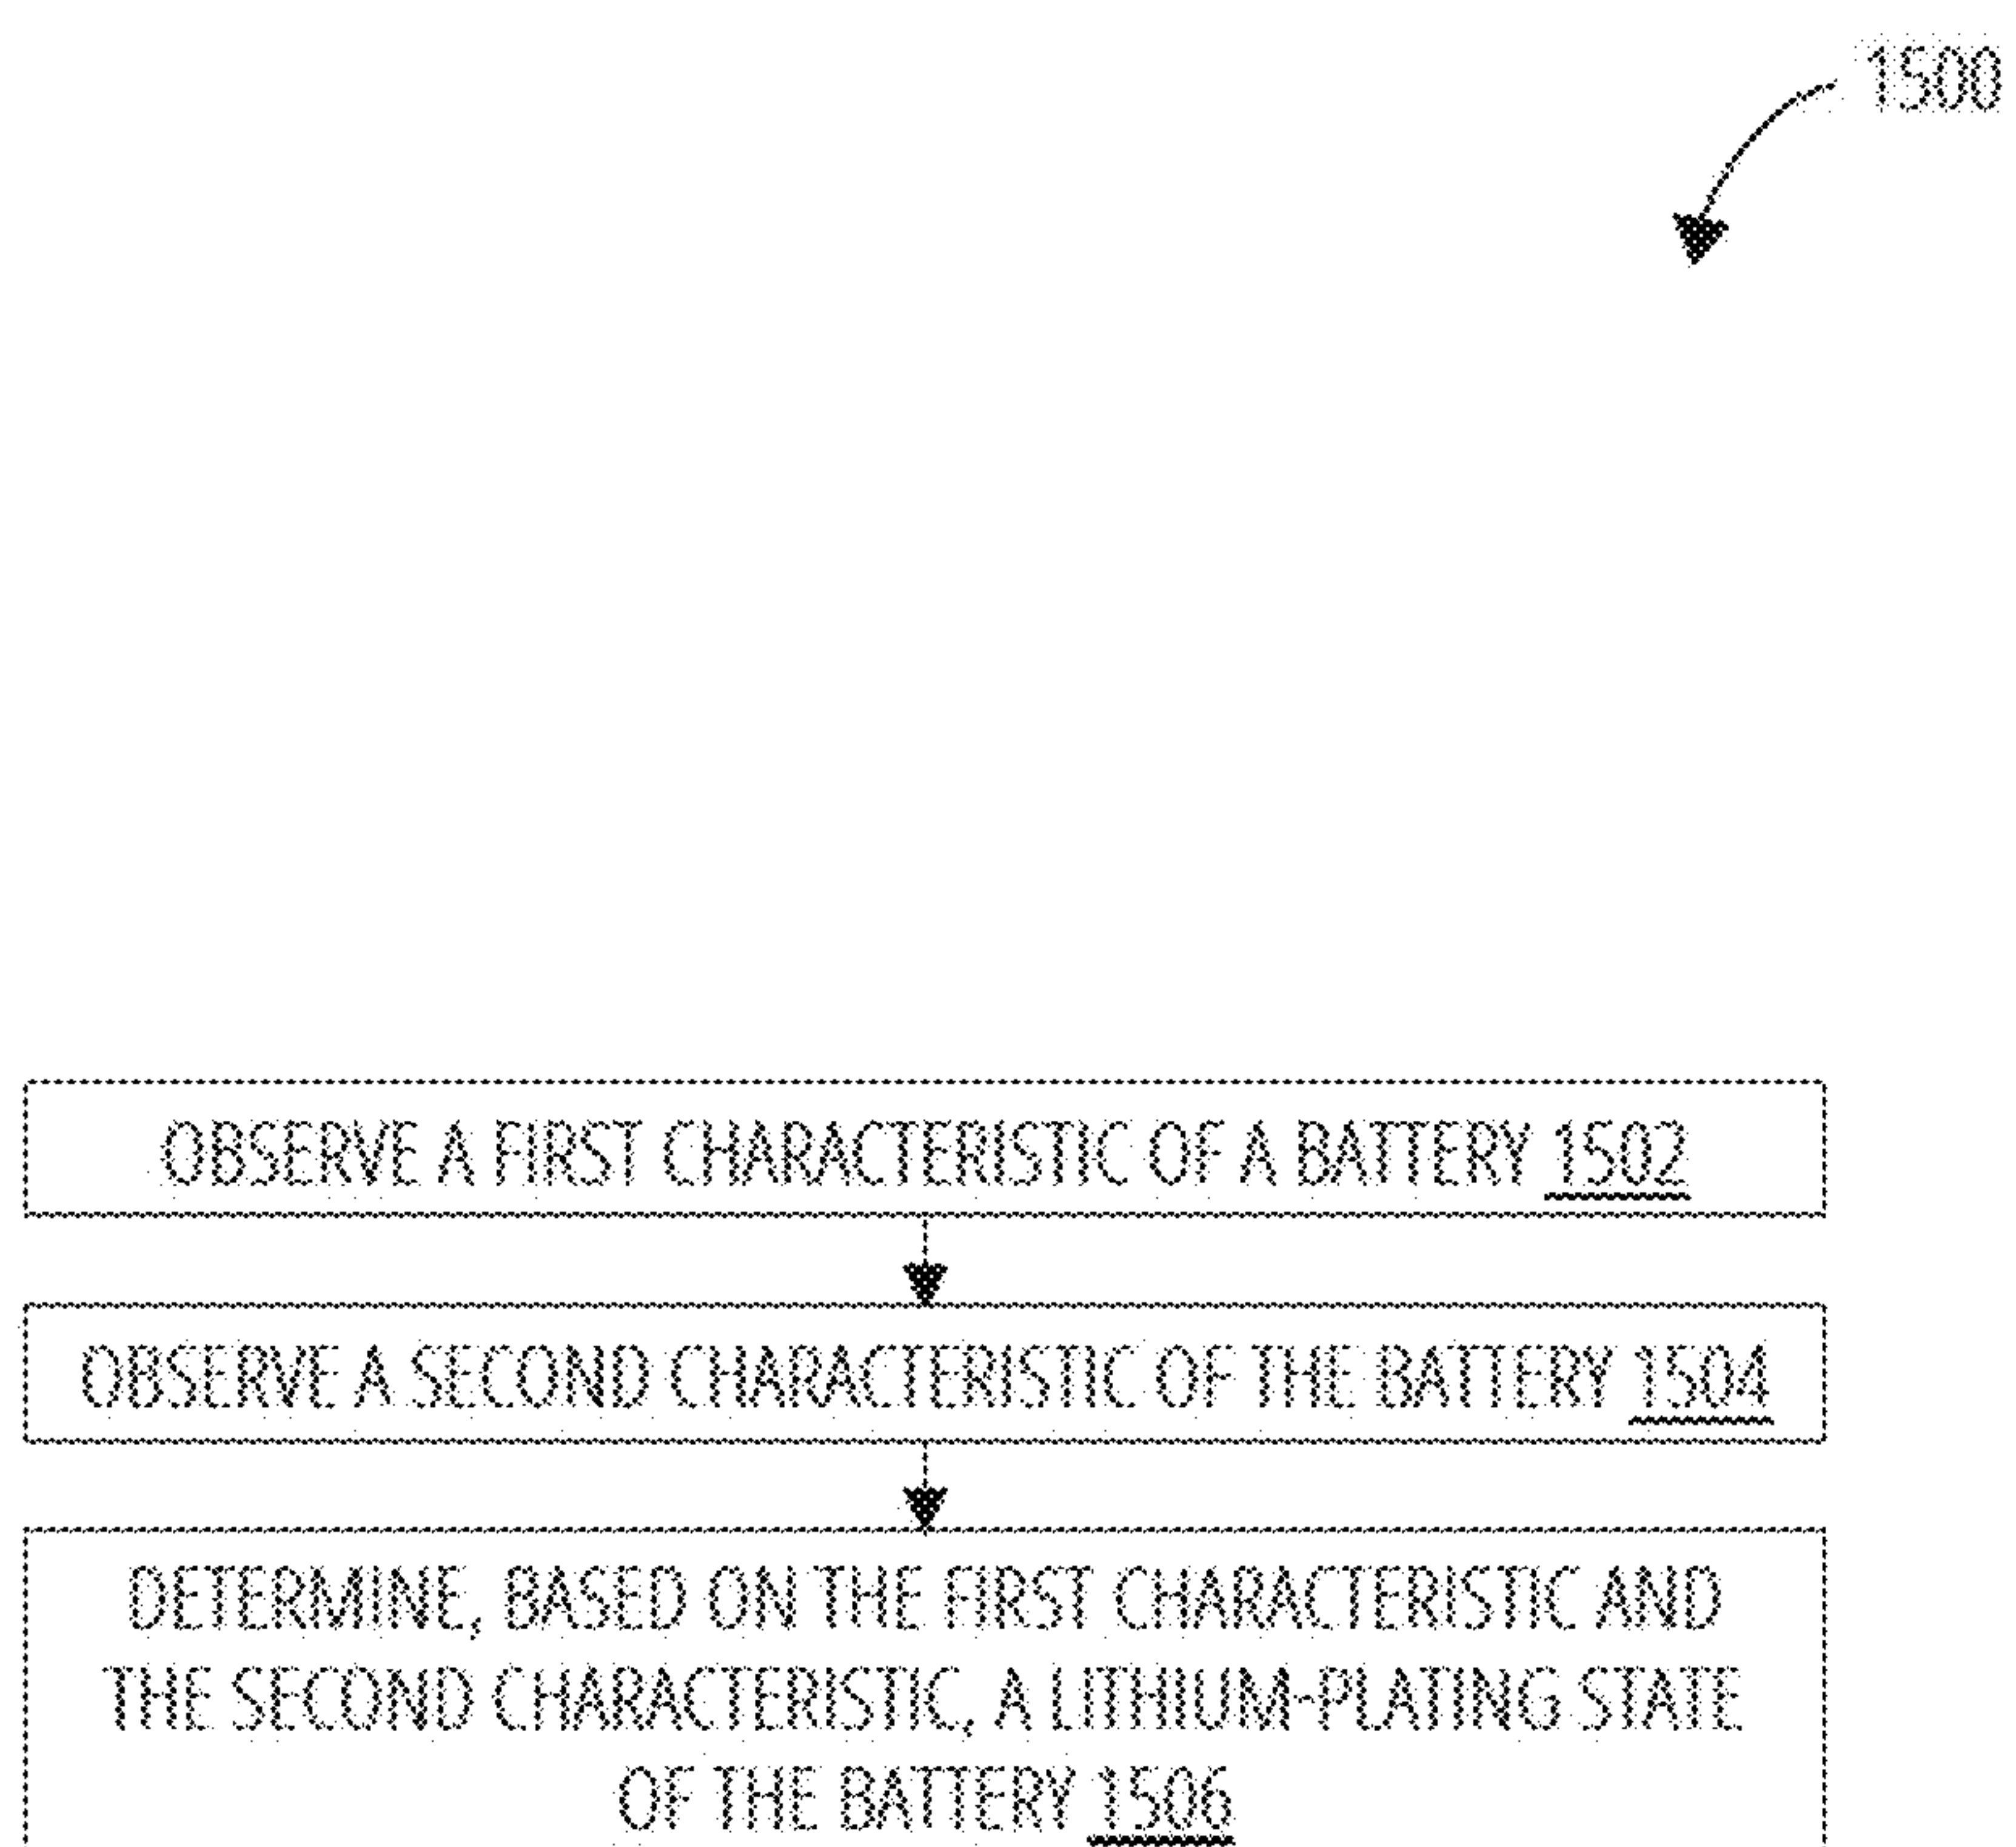 1500
OBSERVE A FIRST CHARACTERISTIC OF A BATTERY 1502
OBSERVE A SECOND CHARACTERISTIC OF THE BATTERY 1504
DETERMINE, BASED ON THE FIRST CHARACTERISTIC AND
THE SECOND CHARACTERISTIC, A LITHIUM-PLATING STATE
OF THE BATTERY 1506